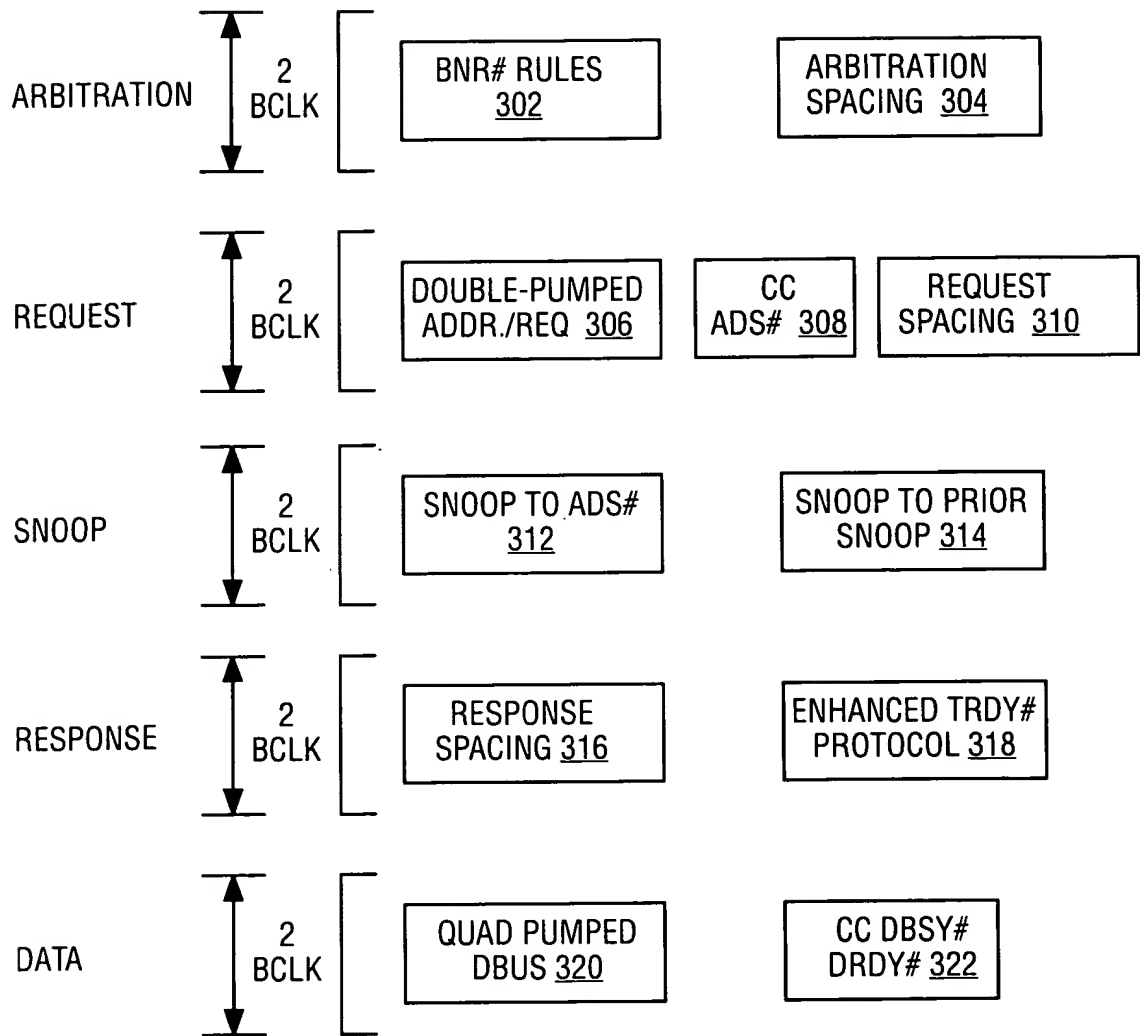 ARBITRATION
2
BCLK
BNR# RULES
302
ARBITRATION
SPACING 304
REQUEST
2
BCLK
DOUBLE-PUMPED
ADDR./REQ 306
CC
ADS# 308
REQUEST
SPACING 310
SNOOP
2
BCLK
SNOOP TO ADS#
312
SNOOP TO PRIOR
SNOOP 314
RESPONSE
2
BCLK
RESPONSE
SPACING 316
ENHANCED TRDY#
PROTOCOL 318
DATA
2
BCLK
QUAD PUMPED
DBUS 320
CC DBSY#
DRDY# 322